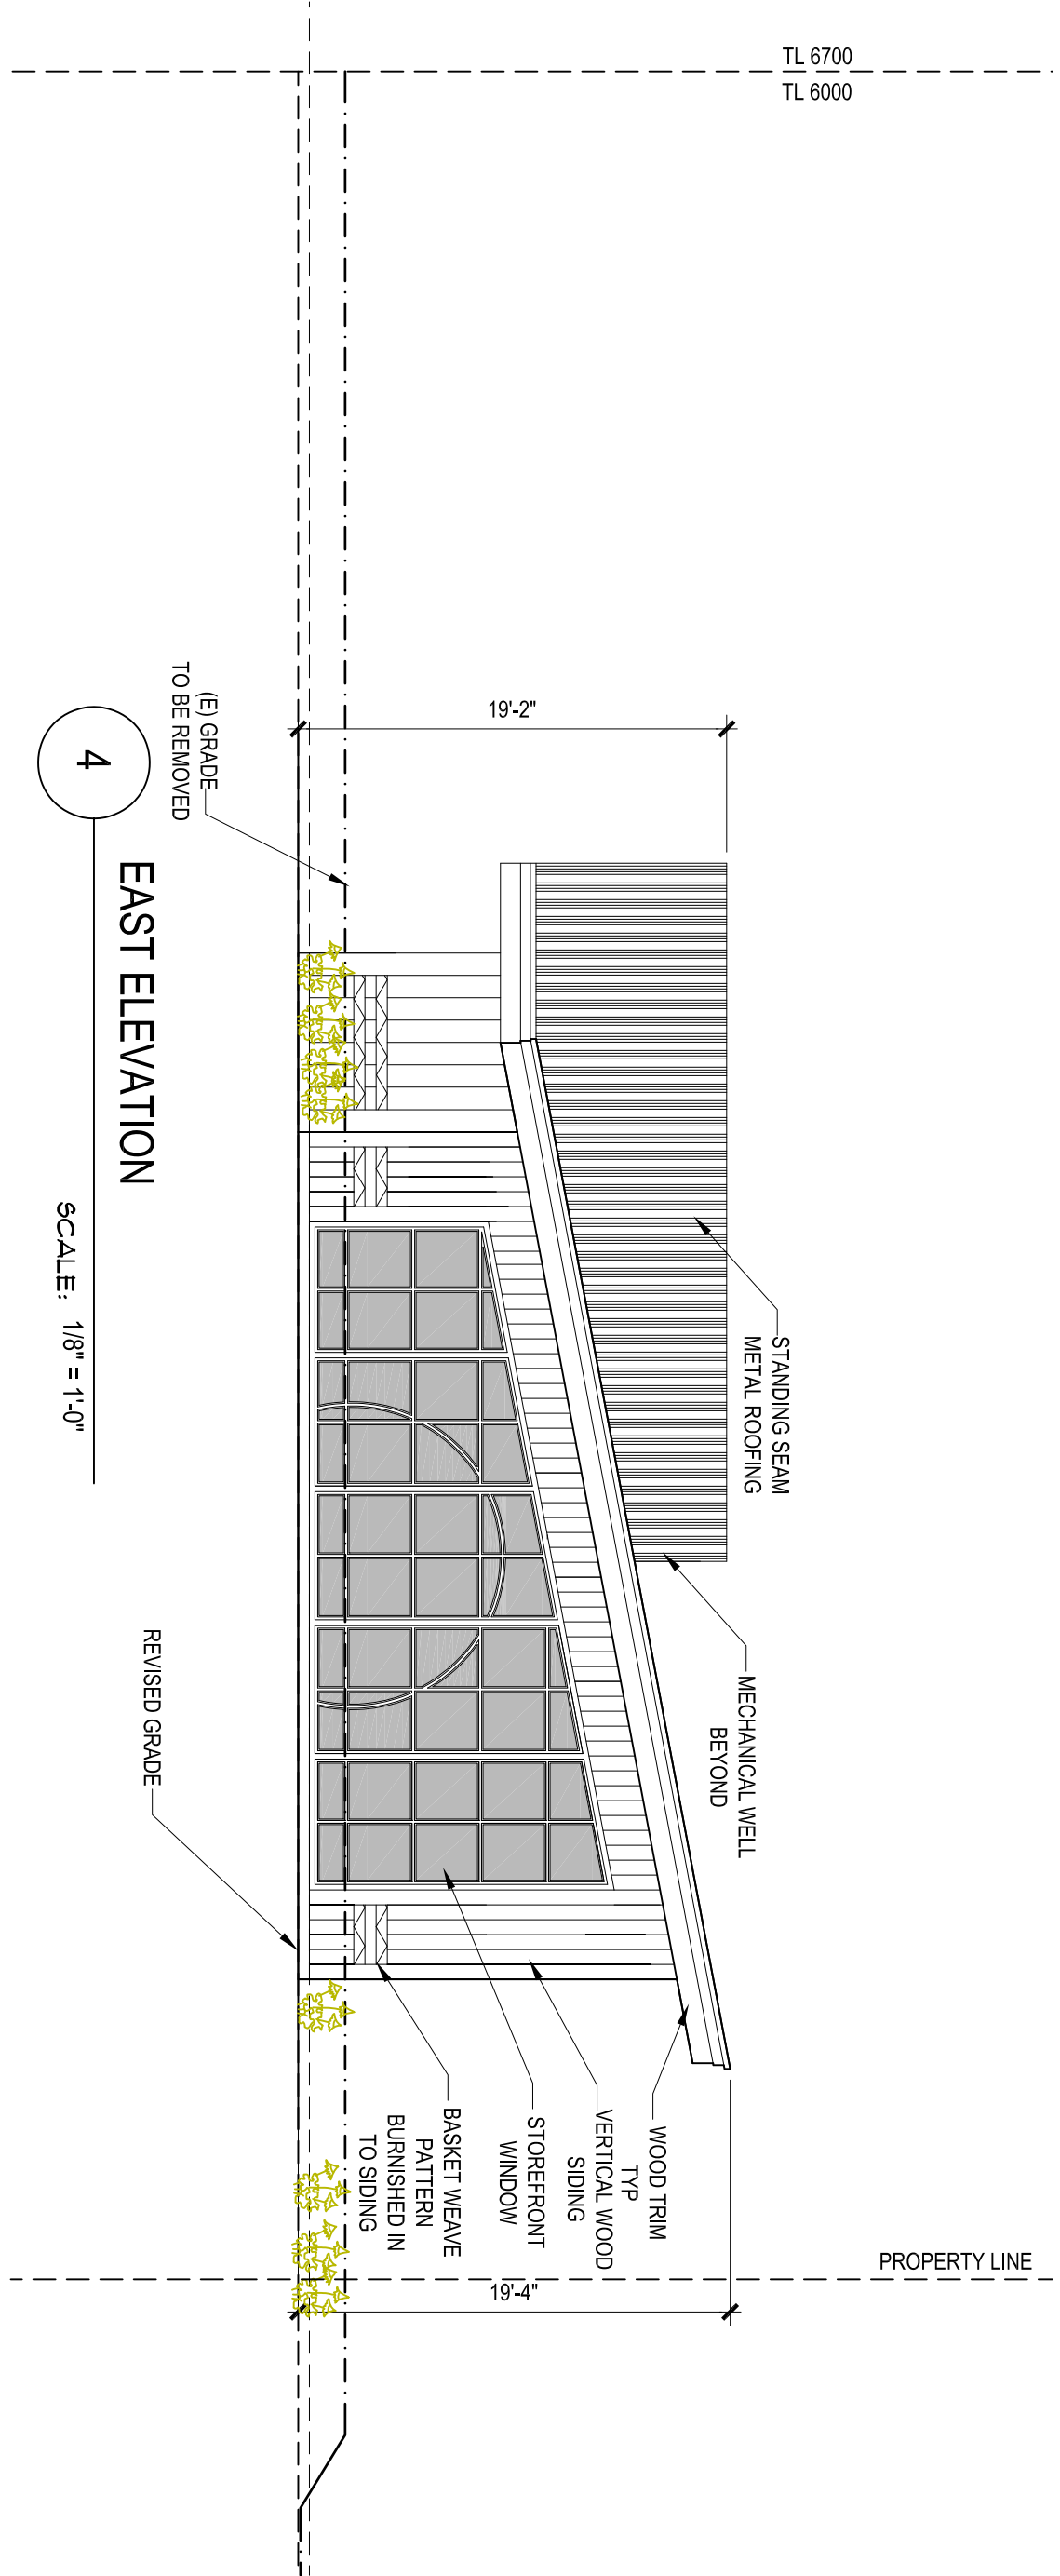 TL 6700
TL 6000
19'-2"
(E) GRADE
TO BE REMOVED
STANDING SEAM
METAL ROOFING
MECHANICAL WELL
BEYOND
WOOD TRIM
TYP
VERTICAL WOOD
SIDING
STOREFRONT
WINDOW
BASKET WEAVE
PATTERN
BURNISHED IN
TO SIDING
PROPERTY LINE
19'-4"
REVISED GRADE
4
EAST ELEVATION
SCALE: 1/8" = 1'-0"